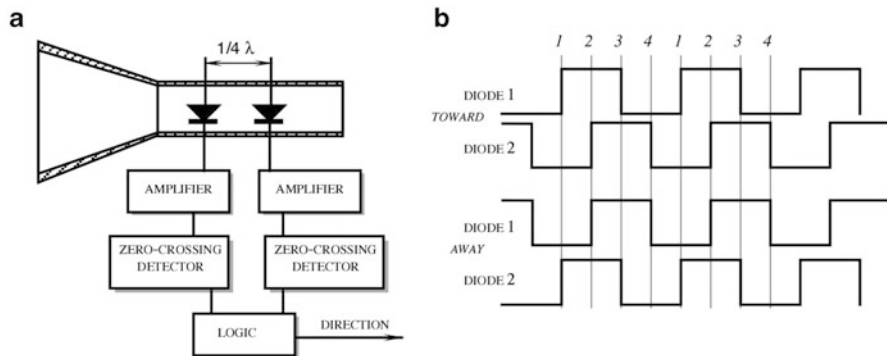 a
1/4 λ
AMPLIFIER
AMPLIFIER
ZERO-CROSSING
DETECTOR
ZERO-CROSSING
DETECTOR
LOGIC
DIRECTION
b
1 2 3 4 1 2 3 4
DIODE 1
TOWARD
DIODE 2
DIODE 1
AWAY
DIODE 2